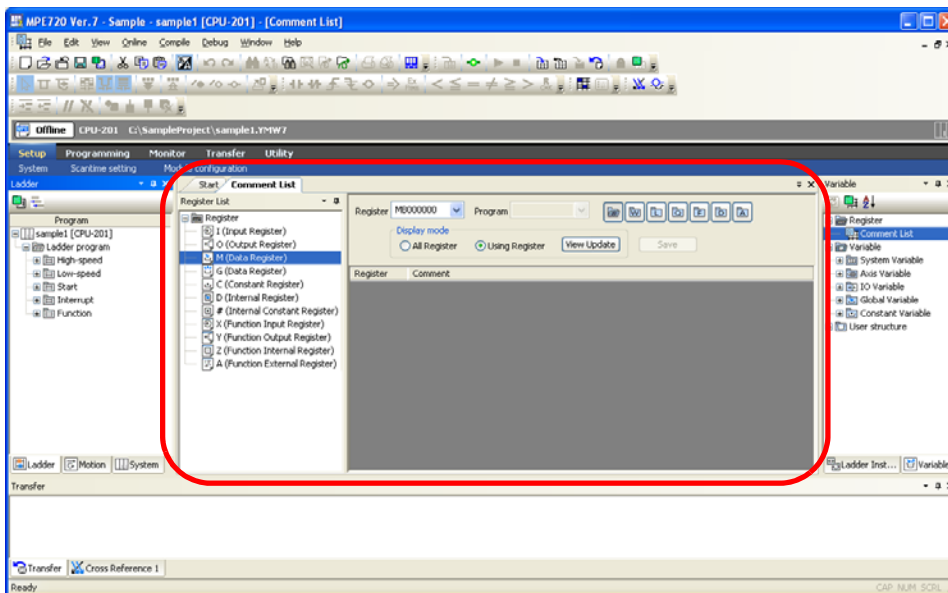 MPE720 Ver.7 - Sample - sample1 [CPU-201] - [Comment List]
File Edit View Online Compile Debug Window Help
Offline CPU-201 C:\SampleProject\sample1.YMW7
Setup Programming Monitor Transfer Utility
System Scantime setting Module configuration
Ladder
Program
sample1 [CPU-201]
Ladder program
High-speed
Low-speed
Start
Interrupt
Function
Ladder Motion System
Start Comment List
Register List
Register
I (Input Register)
O (Output Register)
M (Data Register)
G (Data Register)
C (Constant Register)
D (Internal Register)
# (Internal Constant Register)
X (Function Input Register)
Y (Function Output Register)
Z (Function Internal Register)
A (Function External Register)
Register MB000000 Program
Display mode
All Register Using Register View Update Save
Register Comment
Variable
Register
Comment List
Variable
System Variable
Axis Variable
IO Variable
Global Variable
Constant Variable
User structure
Ladder Inst... Variable
Transfer
Transfer Cross Reference 1
Ready CAP NUM SCRL